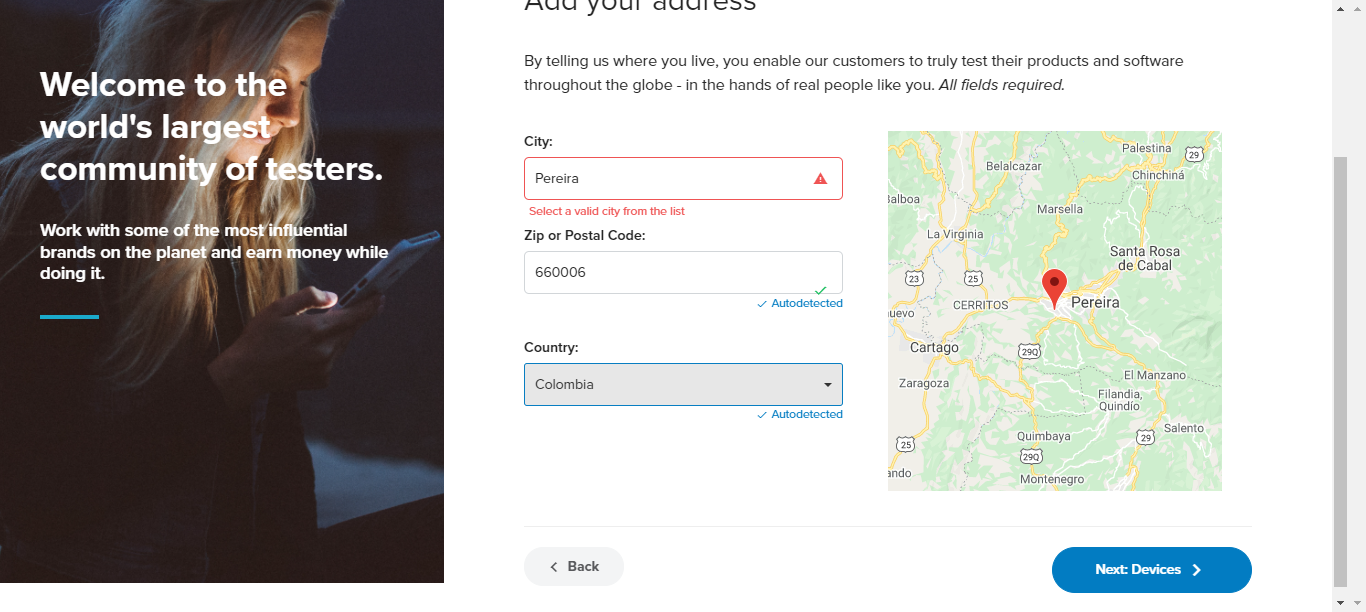 Add your address
Welcome to the
world's largest
community of testers.
Work with some of the most influential
brands on the planet and earn money while
doing it.
By telling us where you live, you enable our customers to truly test their products and software
throughout the globe - in the hands of real people like you. All fields required.
City:
Pereira
Select a valid city from the list
Zip or Postal Code:
660006
Autodetected
Country:
Colombia
Autodetected
Palestina
29
Belalcazar
Chinchiná
Balboa
Marsella
La Virginia
Santa Rosa
de Cabal
23
25
CERRITOS
Pereira
uevo
Cartago
29Q
Zaragoza
El Manzano
Filandia,
Quindío
Salento
25
Quimbaya
29
29Q
ando
Montenegro
Back
Next: Devices